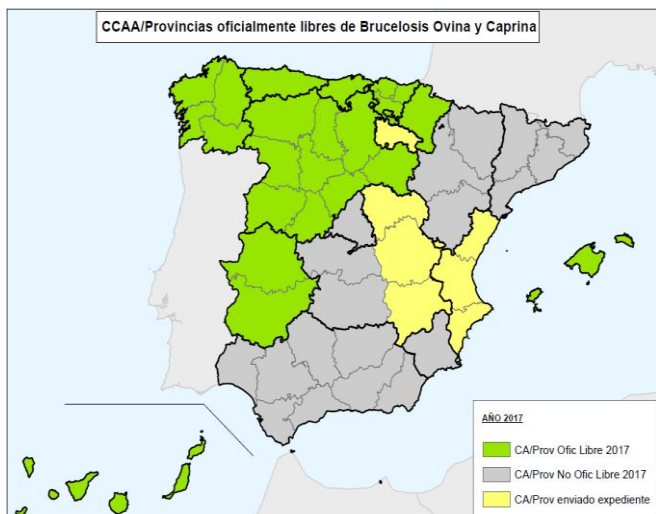 CCAA/Provincias oficialmente libres de Brucelosis Ovina y Caprina
AÑO 2017
CA/Prov Ofic Libre 2017
CA/Prov No Ofic Libre 2017
CA/Prov enviado expediente